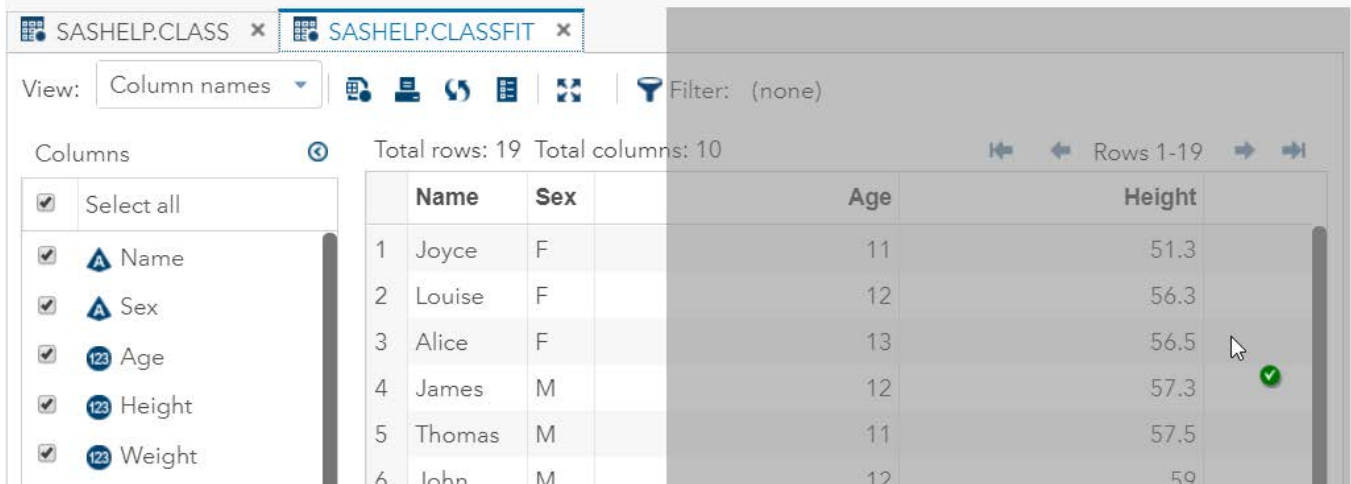 SASHELP.CLASS × SASHELP.CLASSFIT ×
View: Column names Filter: (none)
Columns Total rows: 19 Total columns: 10 Rows 1-19
Select all Name Sex Age Height
1 Joyce F 11 51.3
Name
2 Louise F 12 56.3
Sex
3 Alice F 13 56.5
Age
4 James M 12 57.3
Height
5 Thomas M 11 57.5
Weight
6 John M 12 59